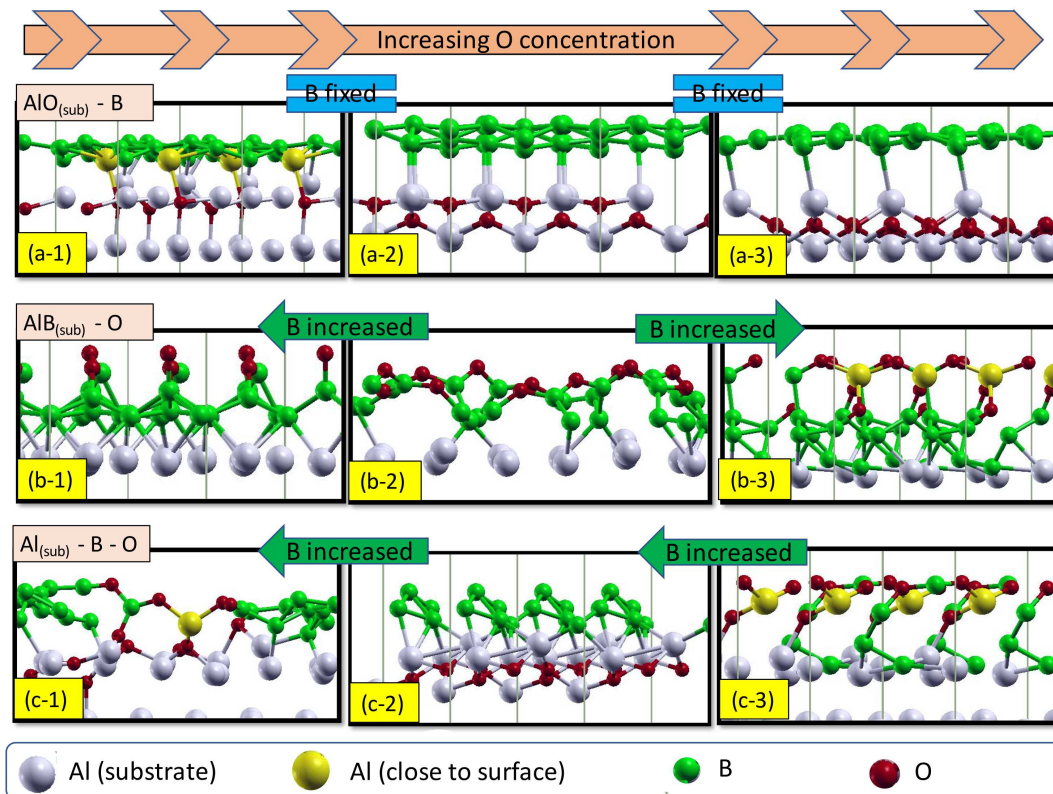 Increasing O concentration
B fixed
B fixed
AlO(sub) - B
(a-1)
(a-2)
(a-3)
AlB(sub) - O
B increased
B increased
(b-1)
(b-2)
(b-3)
Al(sub) - B - O
B increased
B increased
(c-1)
(c-2)
(c-3)
Al (substrate)
Al (close to surface)
B
O